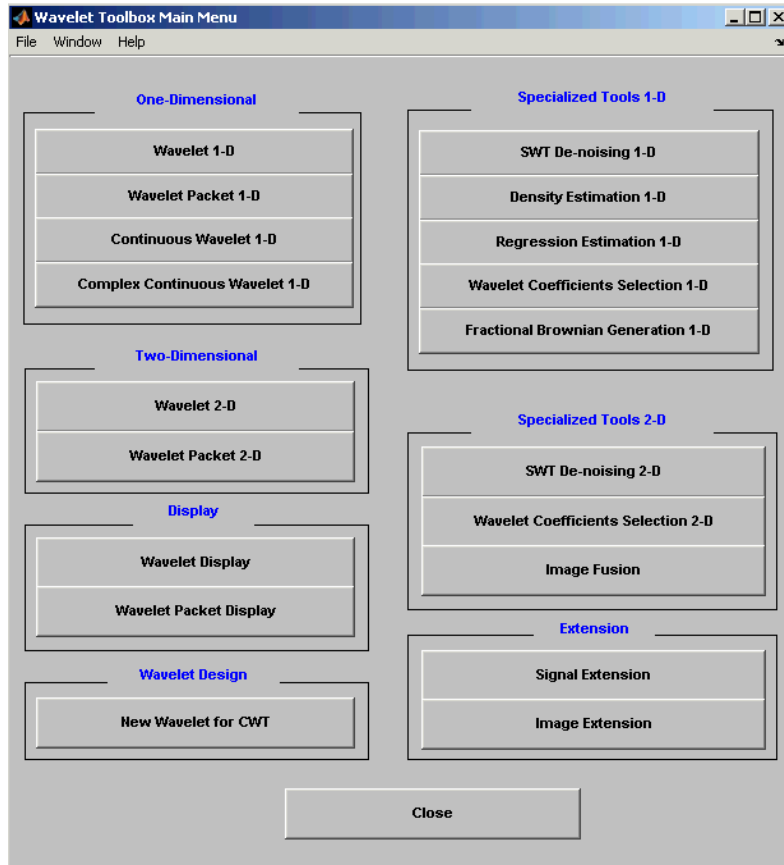 Wavelet Toolbox Main Menu
File Window Help
One-Dimensional
Wavelet 1-D
Wavelet Packet 1-D
Continuous Wavelet 1-D
Complex Continuous Wavelet 1-D
Two-Dimensional
Wavelet 2-D
Wavelet Packet 2-D
Display
Wavelet Display
Wavelet Packet Display
Wavelet Design
New Wavelet for CWT
Specialized Tools 1-D
SWT De-noising 1-D
Density Estimation 1-D
Regression Estimation 1-D
Wavelet Coefficients Selection 1-D
Fractional Brownian Generation 1-D
Specialized Tools 2-D
SWT De-noising 2-D
Wavelet Coefficients Selection 2-D
Image Fusion
Extension
Signal Extension
Image Extension
Close